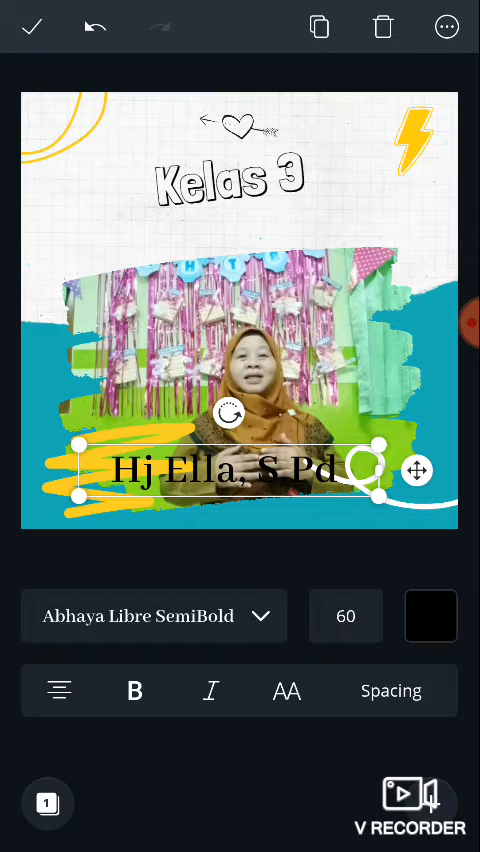 Kelas 3
Hj Ella, S Pd
Abhaya Libre SemiBold
60
B I AA Spacing
1
V RECORDER